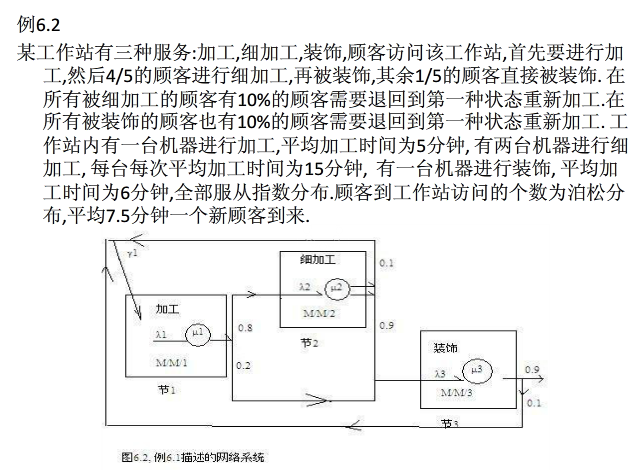 例6.2
某工作站有三种服务:加工,细加工,装饰,顾客访问该工作站,首先要进行加
工,然后4/5的顾客进行细加工,再被装饰,其余1/5的顾客直接被装饰. 在
所有被细加工的顾客有10%的顾客需要退回到第一种状态重新加工.在
所有被装饰的顾客也有10%的顾客需要退回到第一种状态重新加工. 工
作站内有一台机器进行加工,平均加工时间为5分钟, 有两台机器进行细
加工, 每台每次平均加工时间为15分钟, 有一台机器进行装饰, 平均加
工时间为6分钟,全部服从指数分布.顾客到工作站访问的个数为泊松分
布,平均7.5分钟一个新顾客到来.
γ1
细加工
0.1
λ2
μ2
M/M/2
加工
λ1
μ1
0.8
0.9
节2
装饰
M/M/1
0.2
λ3
μ3
0.9
节1
M/M/3
0.1
节3
图6.2, 例6.1描述的网络系统